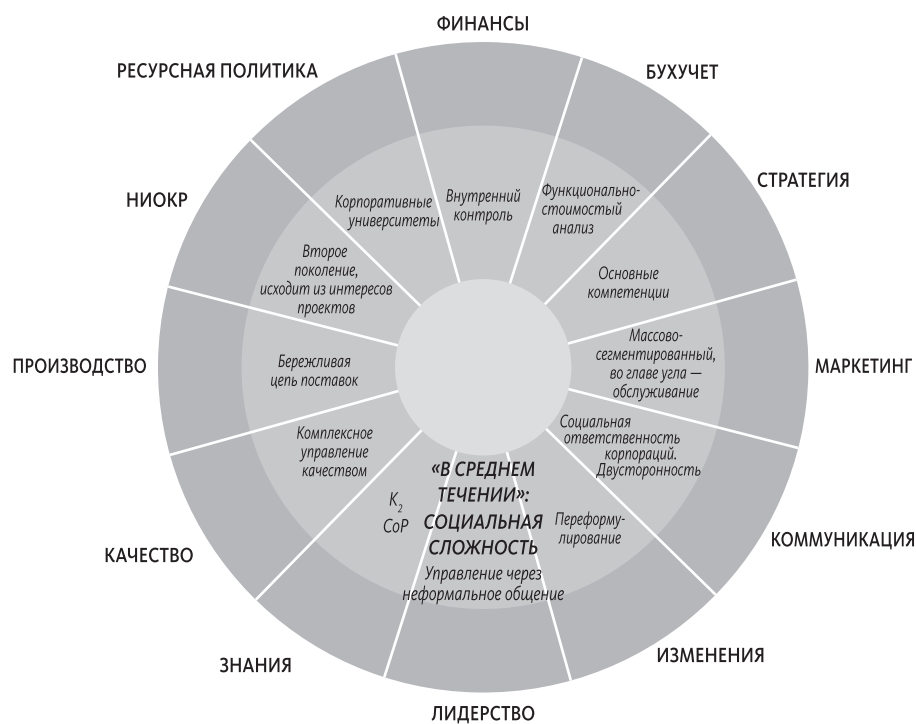 ФИНАНСЫ
БУХУЧЕТ
СТРАТЕГИЯ
МАРКЕТИНГ
КОММУНИКАЦИЯ
ИЗМЕНЕНИЯ
ЛИДЕРСТВО
ЗНАНИЯ
КАЧЕСТВО
ПРОИЗВОДСТВО
НИОКР
РЕСУРСНАЯ ПОЛИТИКА
Внутренний
контроль
Функционально-
стоимостый
анализ
Основные
компетенции
Массово-
сегментированный,
во главе угла —
обслуживание
Социальная
ответственность
корпораций.
Двусторонность
Переформу-
лирование
«В СРЕДНЕМ
ТЕЧЕНИИ»:
СОЦИАЛЬНАЯ
СЛОЖНОСТЬ
Управление через
неформальное общение
K₂
CoP
Комплексное
управление
качеством
Бережливая
цепь поставок
Второе
поколение,
исходит из интересов
проектов
Корпоративные
университеты